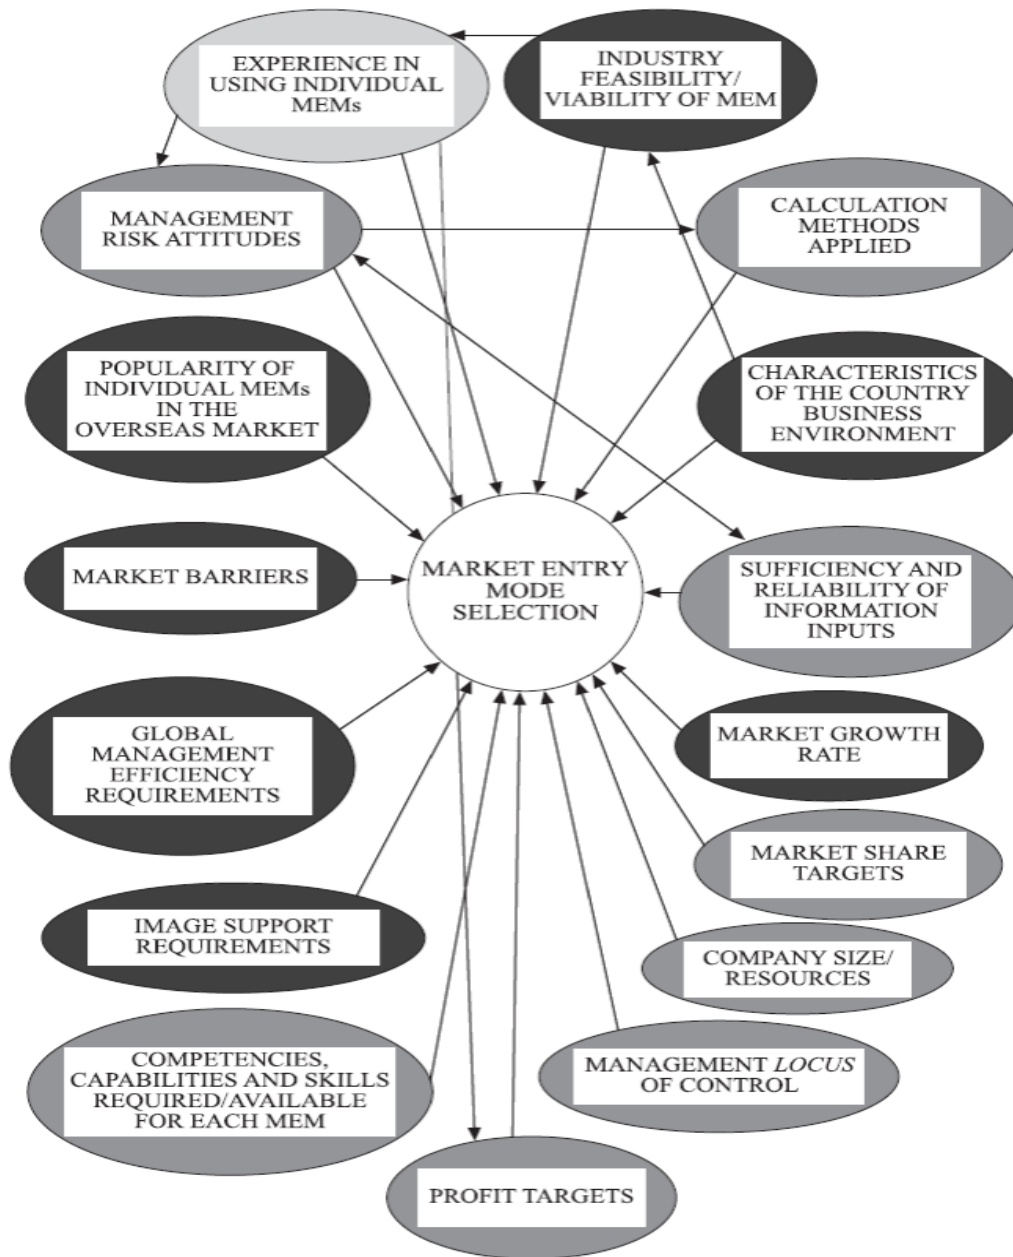 EXPERIENCE IN
USING INDIVIDUAL
MEMs
INDUSTRY
FEASIBILITY/
VIABILITY OF MEM
MANAGEMENT
RISK ATTITUDES
CALCULATION
METHODS
APPLIED
POPULARITY OF
INDIVIDUAL MEMs
IN THE
OVERSEAS MARKET
CHARACTERISTICS
OF THE COUNTRY
BUSINESS
ENVIRONMENT
MARKET BARRIERS
MARKET ENTRY
MODE
SELECTION
SUFFICIENCY AND
RELIABILITY OF
INFORMATION
INPUTS
GLOBAL
MANAGEMENT
EFFICIENCY
REQUIREMENTS
MARKET GROWTH
RATE
MARKET SHARE
TARGETS
IMAGE SUPPORT
REQUIREMENTS
COMPANY SIZE/
RESOURCES
COMPETENCIES,
CAPABILITIES AND SKILLS
REQUIRED/AVAILABLE
FOR EACH MEM
MANAGEMENT LOCUS
OF CONTROL
PROFIT TARGETS